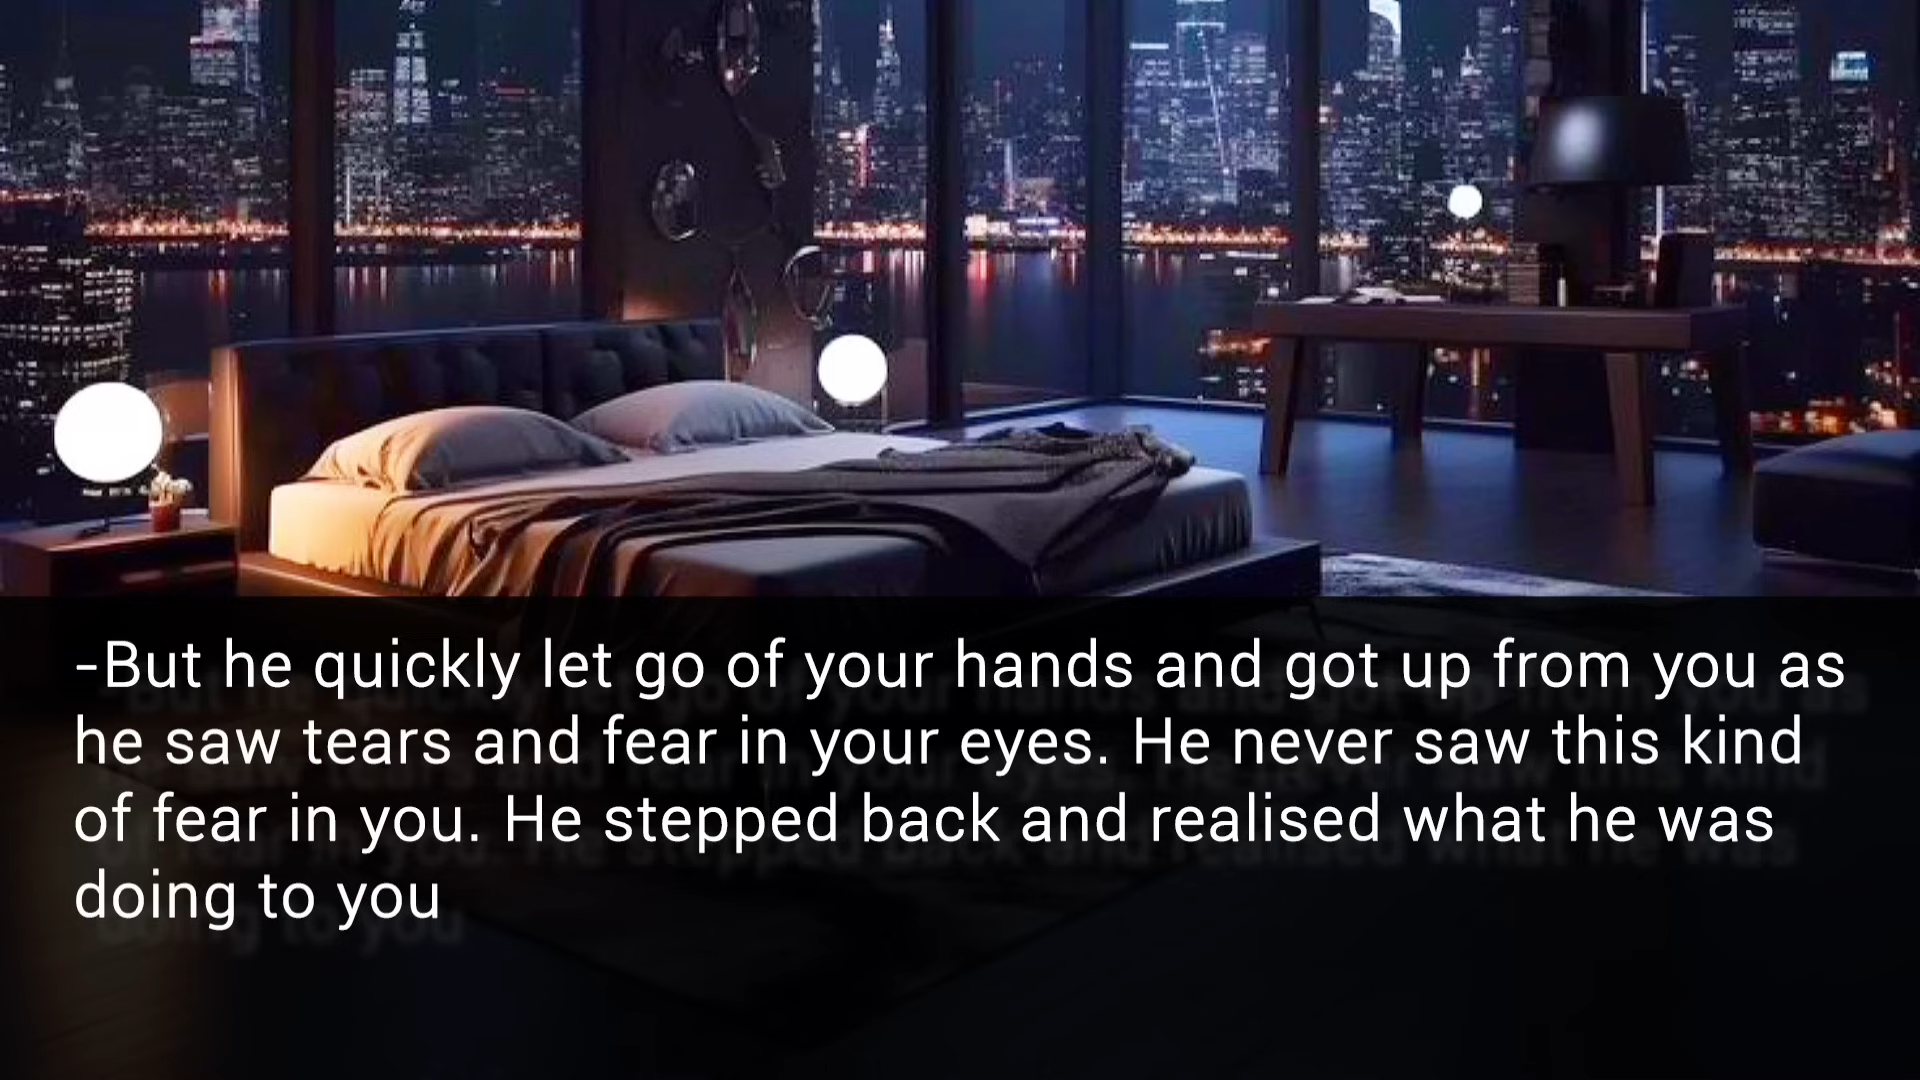 -But he quickly let go of your hands and got up from you as
he saw tears and fear in your eyes. He never saw this kind
of fear in you. He stepped back and realised what he was
doing to you